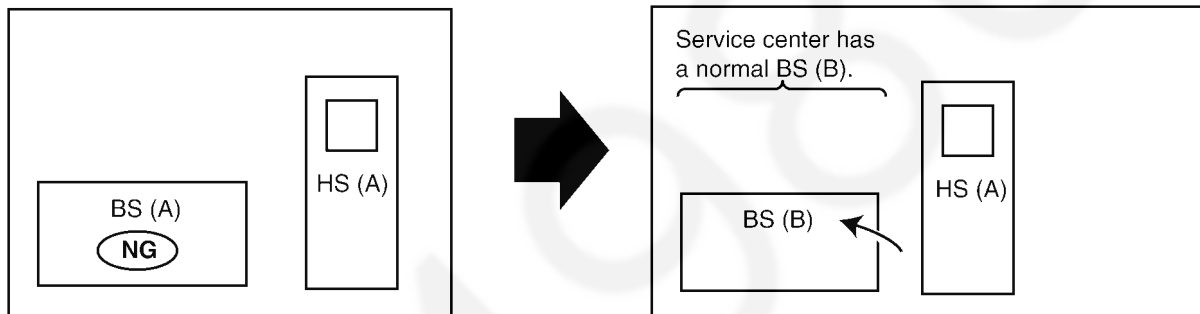 BS (A)
NG
HS (A)
Service center has
a normal BS (B).
BS (B)
HS (A)